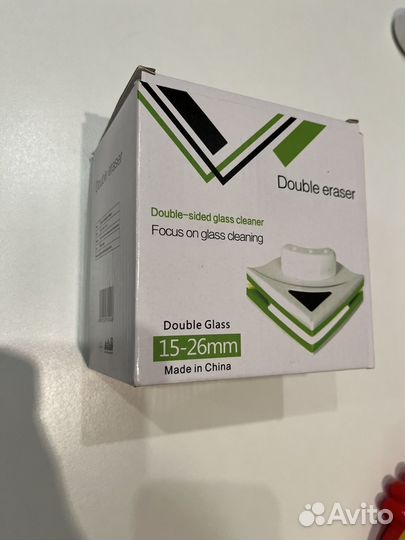 Double eraser
Double eraser
Double-sided glass cleaner
Focus on glass cleaning
Double Glass
15-26mm
Made in China
Avito